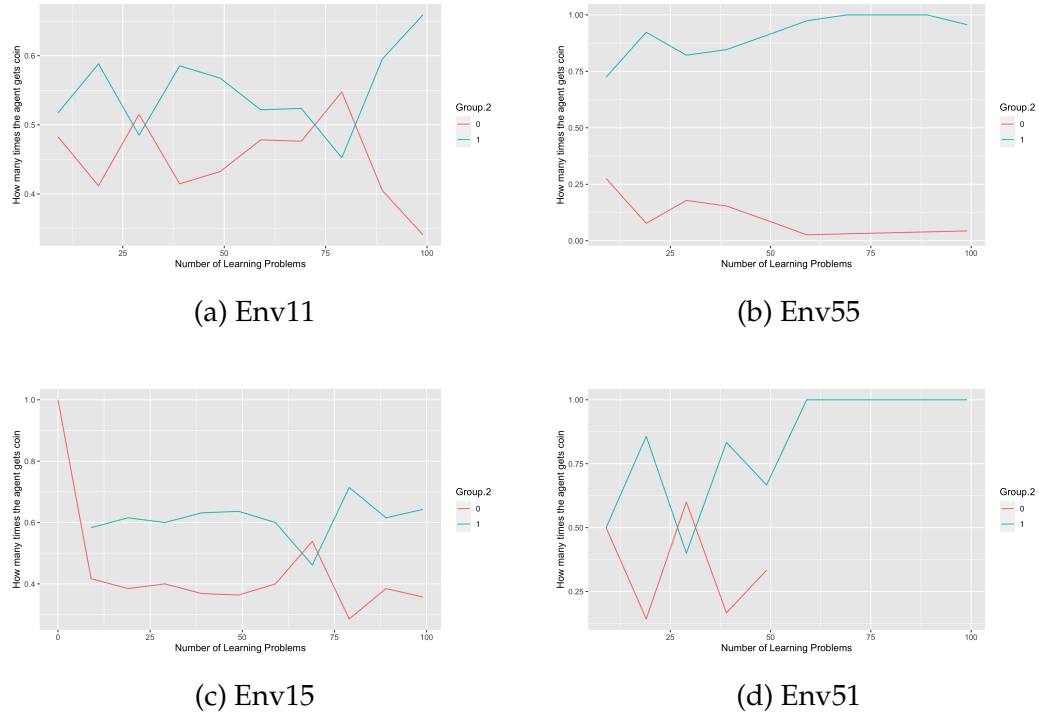 How many times the agent gets coin
0.6
0.5
0.4
25
50
75
100
Number of Learning Problems
Group.2
0
1
(a) Env11
How many times the agent gets coin
1.00
0.75
0.50
0.25
0.00
25
50
75
100
Number of Learning Problems
Group.2
0
1
(b) Env55
How many times the agent gets coin
1.0
0.8
0.6
0.4
0
25
50
75
100
Number of Learning Problems
Group.2
0
1
(c) Env15
How many times the agent gets coin
1.00
0.75
0.50
0.25
25
50
75
100
Number of Learning Problems
Group.2
0
1
(d) Env51